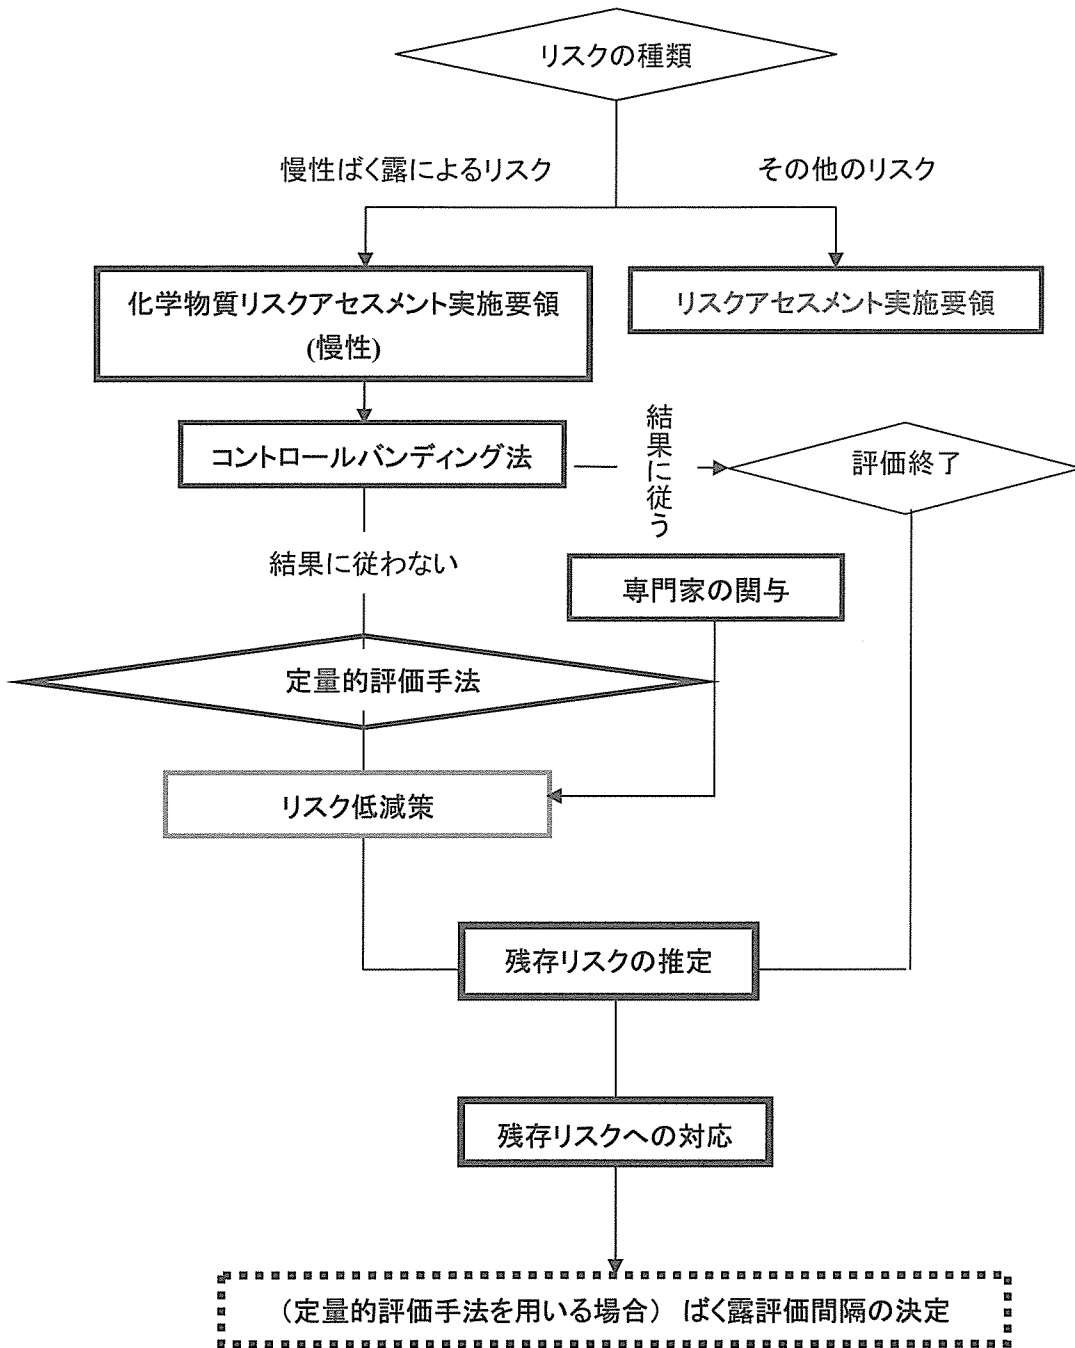 リスクの種類
慢性ばく露によるリスク
その他のリスク
化学物質リスクアセスメント実施要領
(慢性)
リスクアセスメント実施要領
コントロールバンディング法
結果に従う
評価終了
結果に従わない
専門家の関与
定量的評価手法
リスク低減策
残存リスクの推定
残存リスクへの対応
（定量的評価手法を用いる場合） ばく露評価間隔の決定